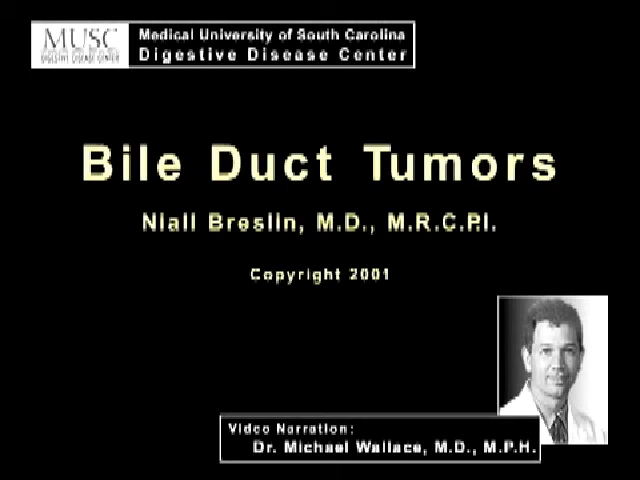 MUSC
DIGESTIVE DISEASE CENTER
Medical University of South Carolina
Digestive Disease Center
Bile Duct Tumors
Niall Breslin, M.D., M.R.C.P.I.
Copyright 2001
Video Narration:
Dr. Michael Wallace, M.D., M.P.H.